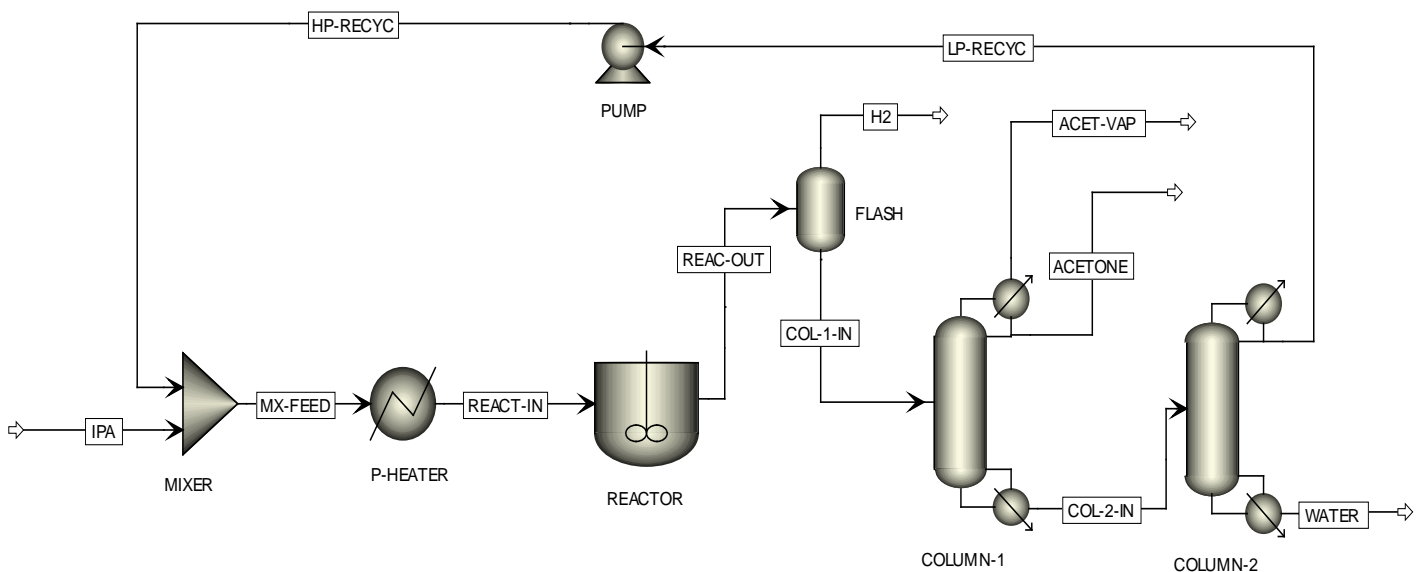 HP-RECYC
LP-RECYC
PUMP
H2
ACET-VAP
FLASH
REAC-OUT
ACETONE
COL-1-IN
MX-FEED
REACT-IN
IPA
P-HEATER
MIXER
REACTOR
COL-2-IN
WATER
COLUMN-1
COLUMN-2